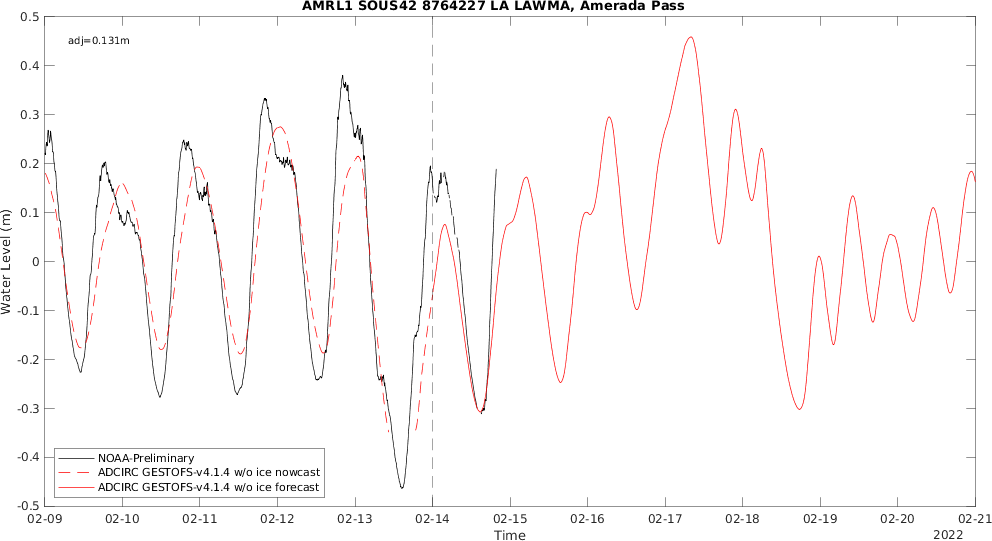 AMRL1 SOUS42 8764227 LA LAWMA, Amerada Pass
adj=0.131m
0.5
0.4
0.3
0.2
0.1
0
-0.1
-0.2
-0.3
-0.4
-0.5
Water Level (m)
NOAA-Preliminary
ADCIRC GESTOFS-v4.1.4 w/o ice nowcast
ADCIRC GESTOFS-v4.1.4 w/o ice forecast
02-09 02-10 02-11 02-12 02-13 02-14 02-15 02-16 02-17 02-18 02-19 02-20 02-21
Time
2022